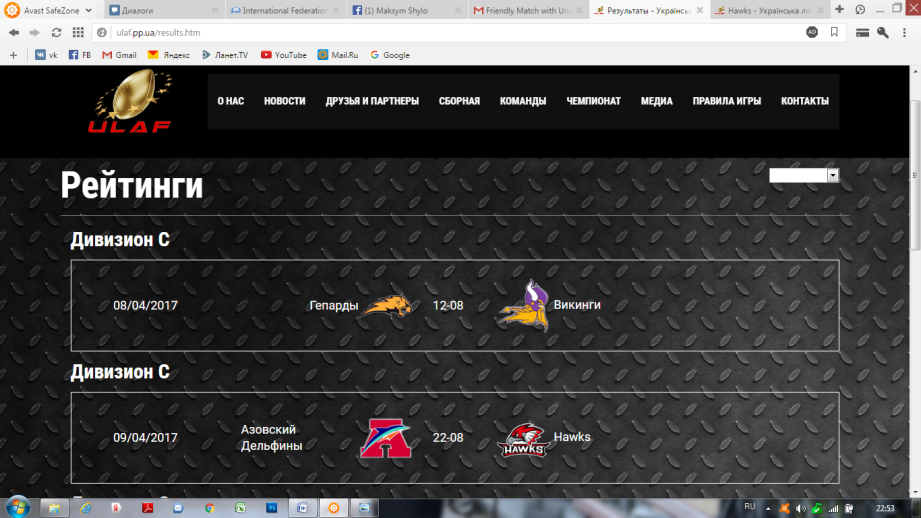 Avast SafeZone
Диалоги
International Federation
(1) Maksym Shylo
Friendly Match with Un
Результаты - Українськ
Hawks - Українська ліг
ulaf.pp.ua/results.htm
vk
FB
Gmail
Яндекс
Ланет.TV
YouTube
Mail.Ru
Google
ULAF
О НАС
НОВОСТИ
ДРУЗЬЯ И ПАРТНЕРЫ
СБОРНАЯ
КОМАНДЫ
ЧЕМПИОНАТ
МЕДИА
ПРАВИЛА ИГРЫ
КОНТАКТЫ
Рейтинги
Дивизион С
08/04/2017
Гепарды
12-08
Викинги
Дивизион С
09/04/2017
Азовский
Дельфины
22-08
HAWKS
Hawks
RU
22:53